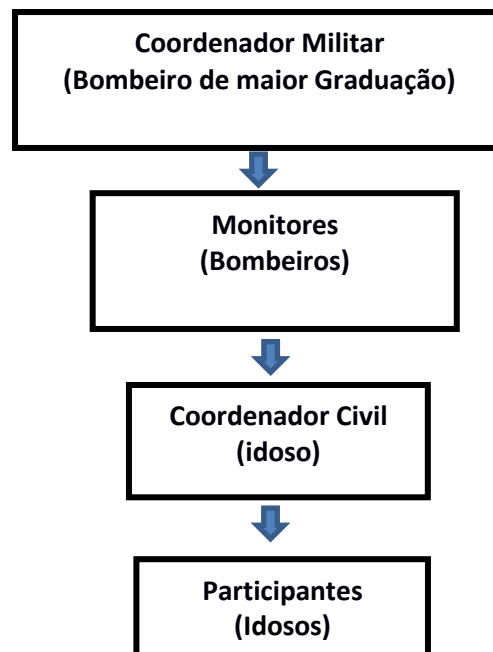 Coordenador Militar
(Bombeiro de maior Graduação)
Monitores
(Bombeiros)
Coordenador Civil
(idoso)
Participantes
(Idosos)